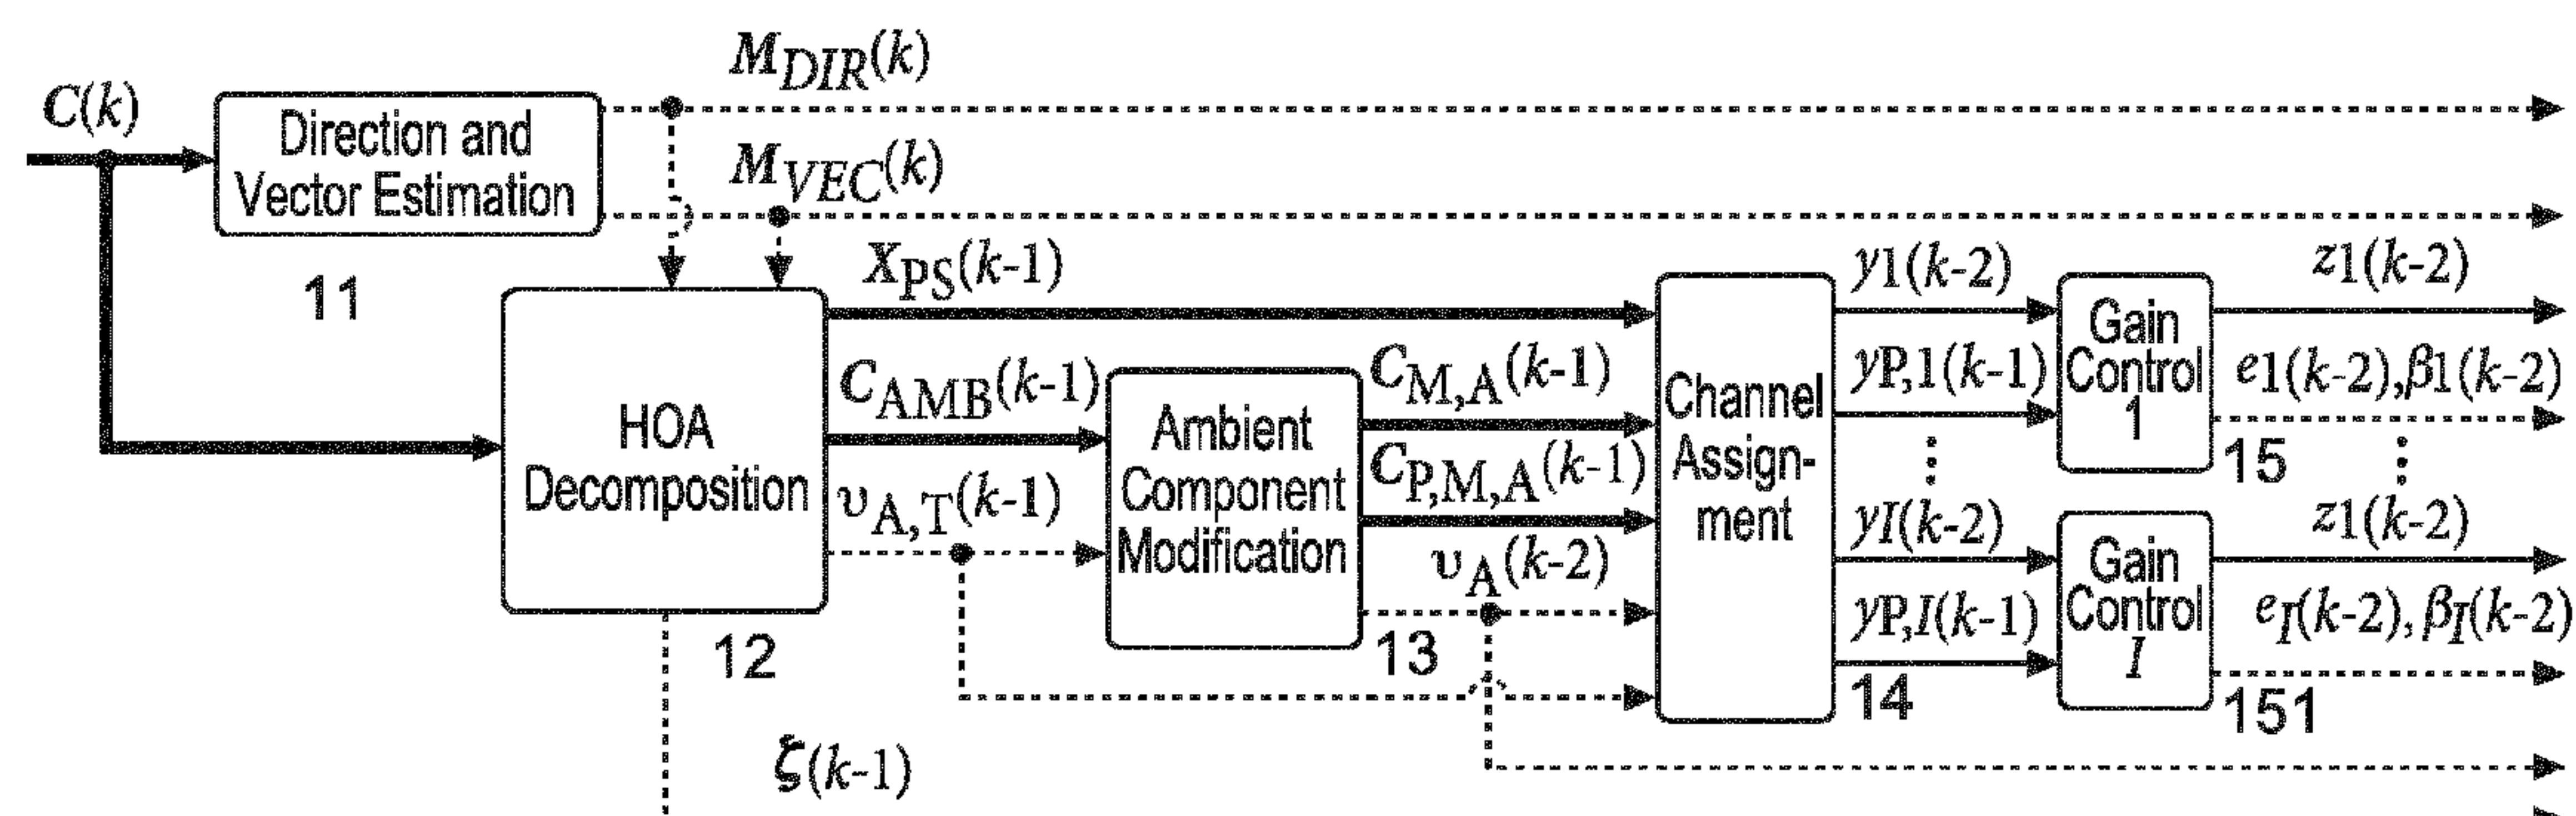 M_DIR(k)
C(k)
Direction and
Vector Estimation
M_VEC(k)
11
X_PS(k-1)
HOA
Decomposition
12
C_AMB(k-1)
υ_A,T(k-1)
ζ(k-1)
Ambient
Component
Modification
13
C_M,A(k-1)
C_P,M,A(k-1)
υ_A(k-2)
Channel
Assign-
ment
14
y1(k-2)
yP,1(k-1)
⋮
yI(k-2)
yP,I(k-1)
Gain
Control
1
15
z1(k-2)
e1(k-2),β1(k-2)
⋮
Gain
Control
I
151
z1(k-2)
e_I(k-2),β_I(k-2)